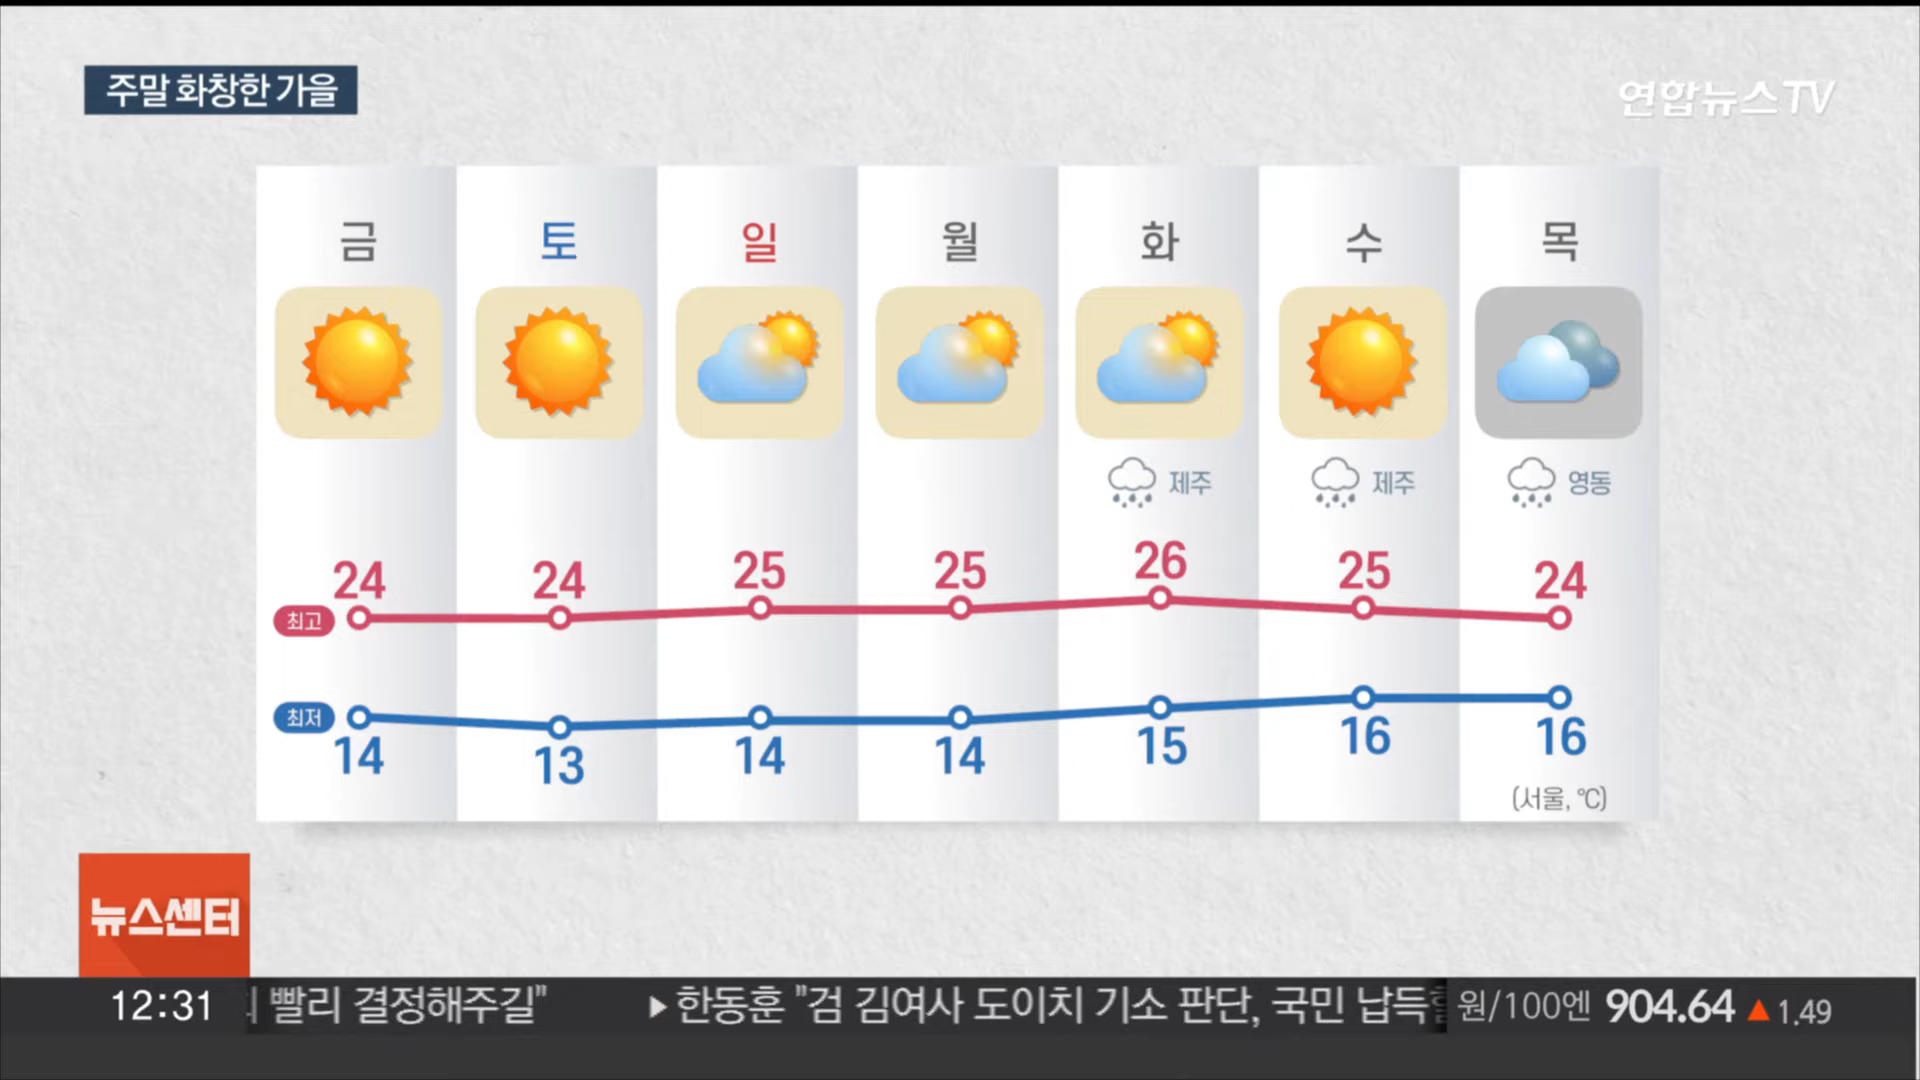 주말 화창한 가을
연합뉴스TV
금 토 일 월 화 수 목
제주 제주 영동
24 24 25 25 26 25 24
최고
최저
14 13 14 14 15 16 16
(서울, ℃)
뉴스센터
12:31 빨리 결정해주길" ▶한동훈 "검 김여사 도이치 기소 판단, 국민 납득 원/100엔 904.64 ▲1.49